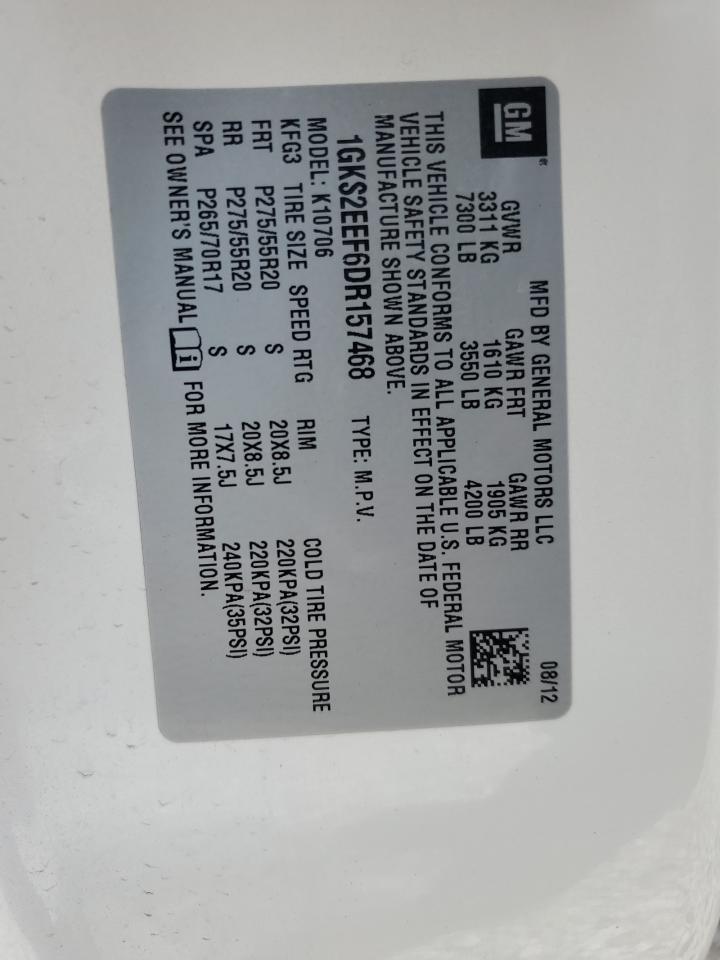 GM
MFD BY GENERAL MOTORS LLC 08/12
GVWR GAWR FRT GAWR RR
3311 KG 1610 KG 1905 KG
7300 LB 3550 LB 4200 LB
THIS VEHICLE CONFORMS TO ALL APPLICABLE U.S. FEDERAL MOTOR
VEHICLE SAFETY STANDARDS IN EFFECT ON THE DATE OF
MANUFACTURE SHOWN ABOVE.
1GKS2EEF6DR157468 TYPE: M.P.V.
MODEL: K10706
KFG3 TIRE SIZE SPEED RTG RIM COLD TIRE PRESSURE
FRT P275/55R20 S 20X8.5J 220KPA(32PSI)
RR P275/55R20 S 20X8.5J 220KPA(32PSI)
SPA P265/70R17 S 17X7.5J 240KPA(35PSI)
SEE OWNER'S MANUAL i FOR MORE INFORMATION.